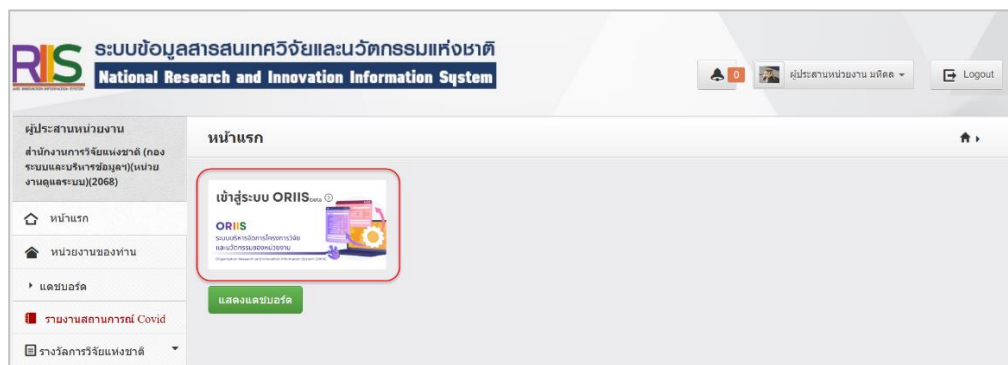 RIIS
ระบบข้อมูลสารสนเทศวิจัยและนวัตกรรมแห่งชาติ
National Research and Innovation Information System
0
ผู้ประสานหน่วยงาน มหิดล
Logout
ผู้ประสานหน่วยงาน
สำนักงานการวิจัยแห่งชาติ (กอง
ระบบและบริหารข้อมูลฯ)(หน่วย
งานดูแลระบบ)(2068)
หน้าแรก
หน่วยงานของท่าน
แดชบอร์ด
รายงานสถานการณ์ Covid
รางวัลการวิจัยแห่งชาติ
หน้าแรก
เข้าสู่ระบบ ORIIS beta
ORIIS
ระบบบริหารจัดการโครงการวิจัย
และนวัตกรรมของหน่วยงาน
แสดงแดชบอร์ด